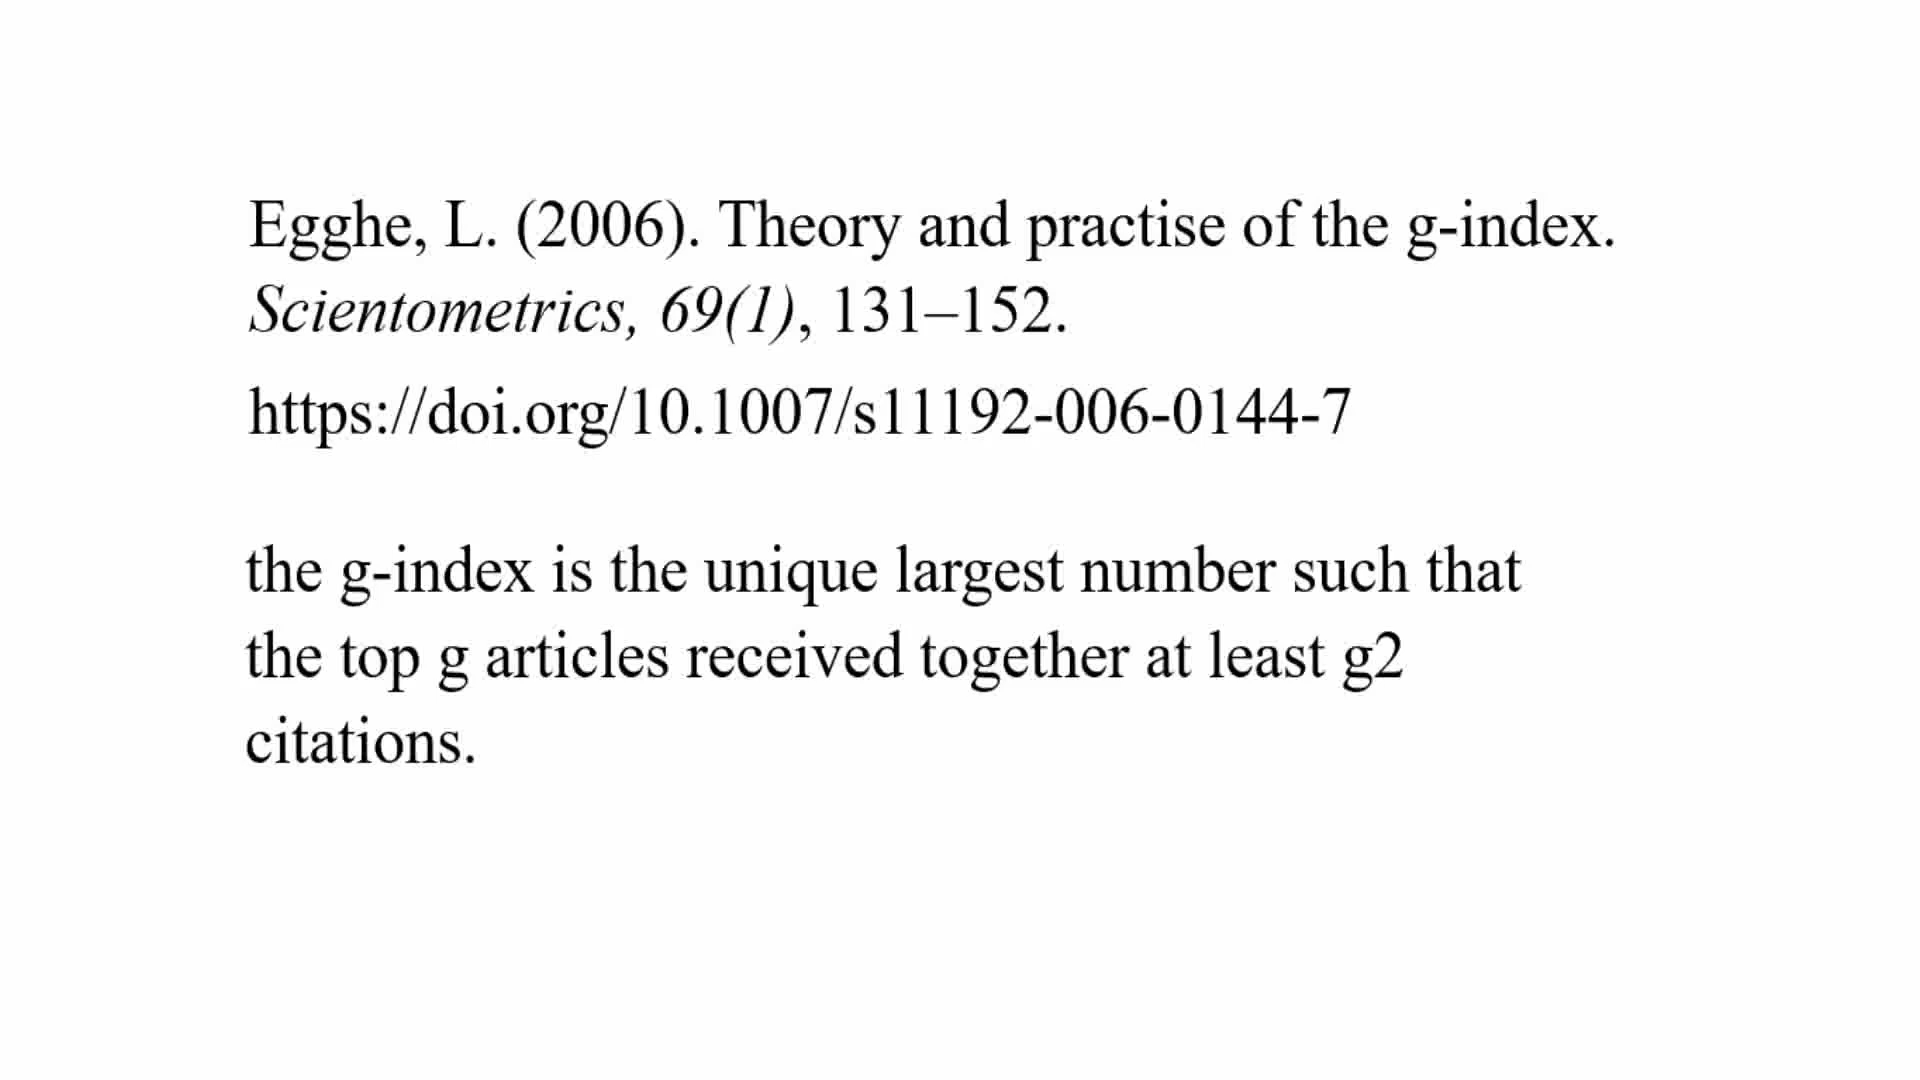 Egghe, L. (2006). Theory and practise of the g-index.
Scientometrics, 69(1), 131–152.
https://doi.org/10.1007/s11192-006-0144-7
the g-index is the unique largest number such that
the top g articles received together at least g2
citations.